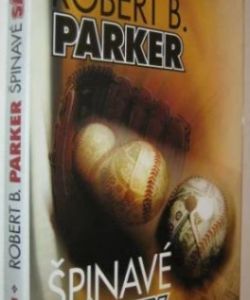 ROBERT B.
PARKER
ŠPINAVÉ
ROBERT B. PARKER ŠPINAVÉ